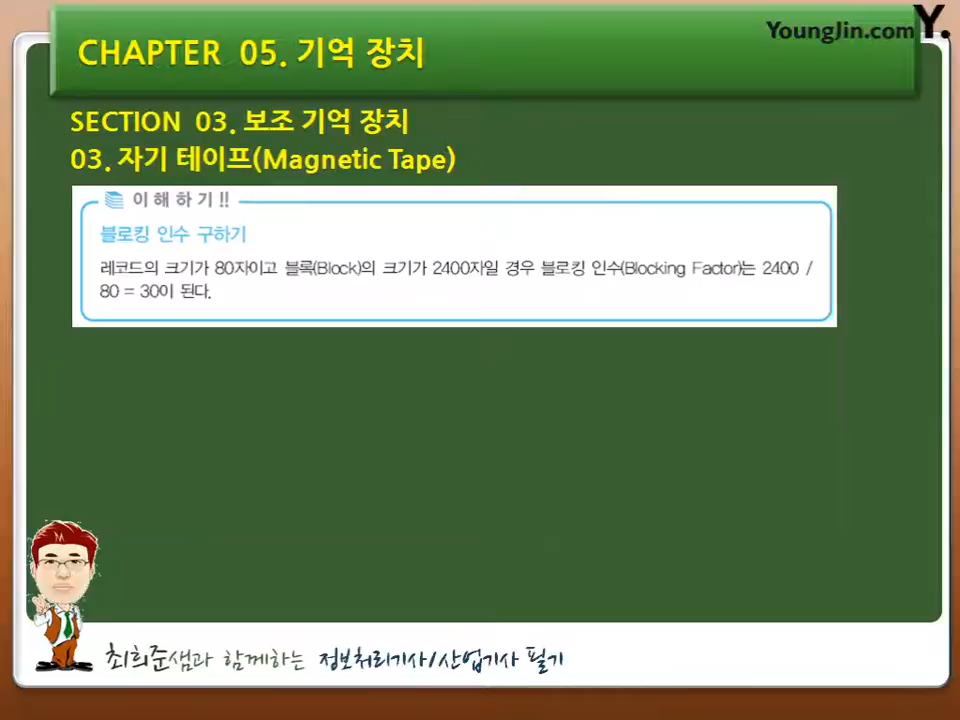 YoungJin.com Y.
CHAPTER 05. 기억 장치
SECTION 03. 보조 기억 장치
03. 자기 테이프(Magnetic Tape)
이해하기!!
블로킹 인수 구하기
레코드의 크기가 80자이고 블록(Block)의 크기가 2400자일 경우 블로킹 인수(Blocking Factor)는 2400 /
80 = 30이 된다.
최희준샘과 함께하는 정보처리기사/산업기사 필기